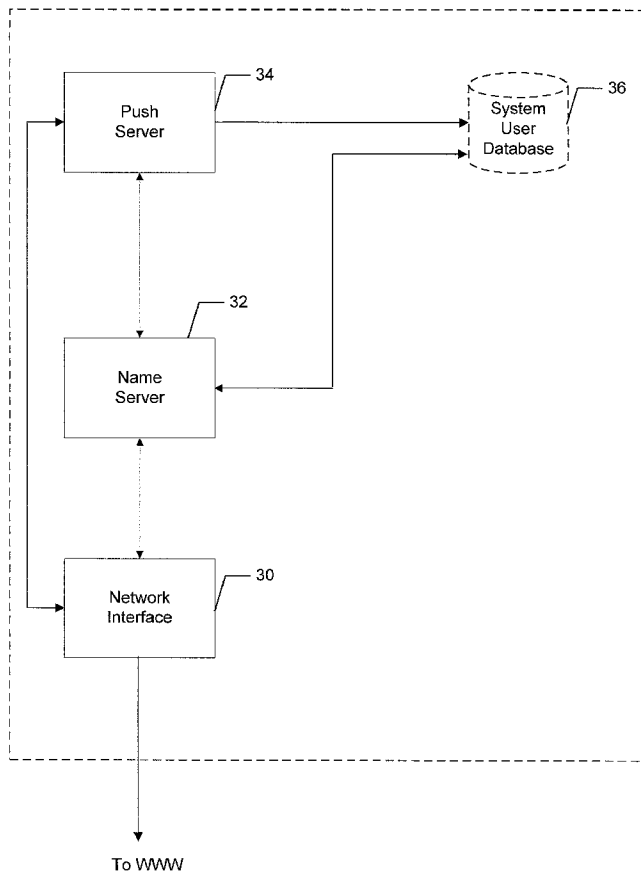 34
Push
Server
36
System
User
Database
32
Name
Server
30
Network
Interface
To WWW